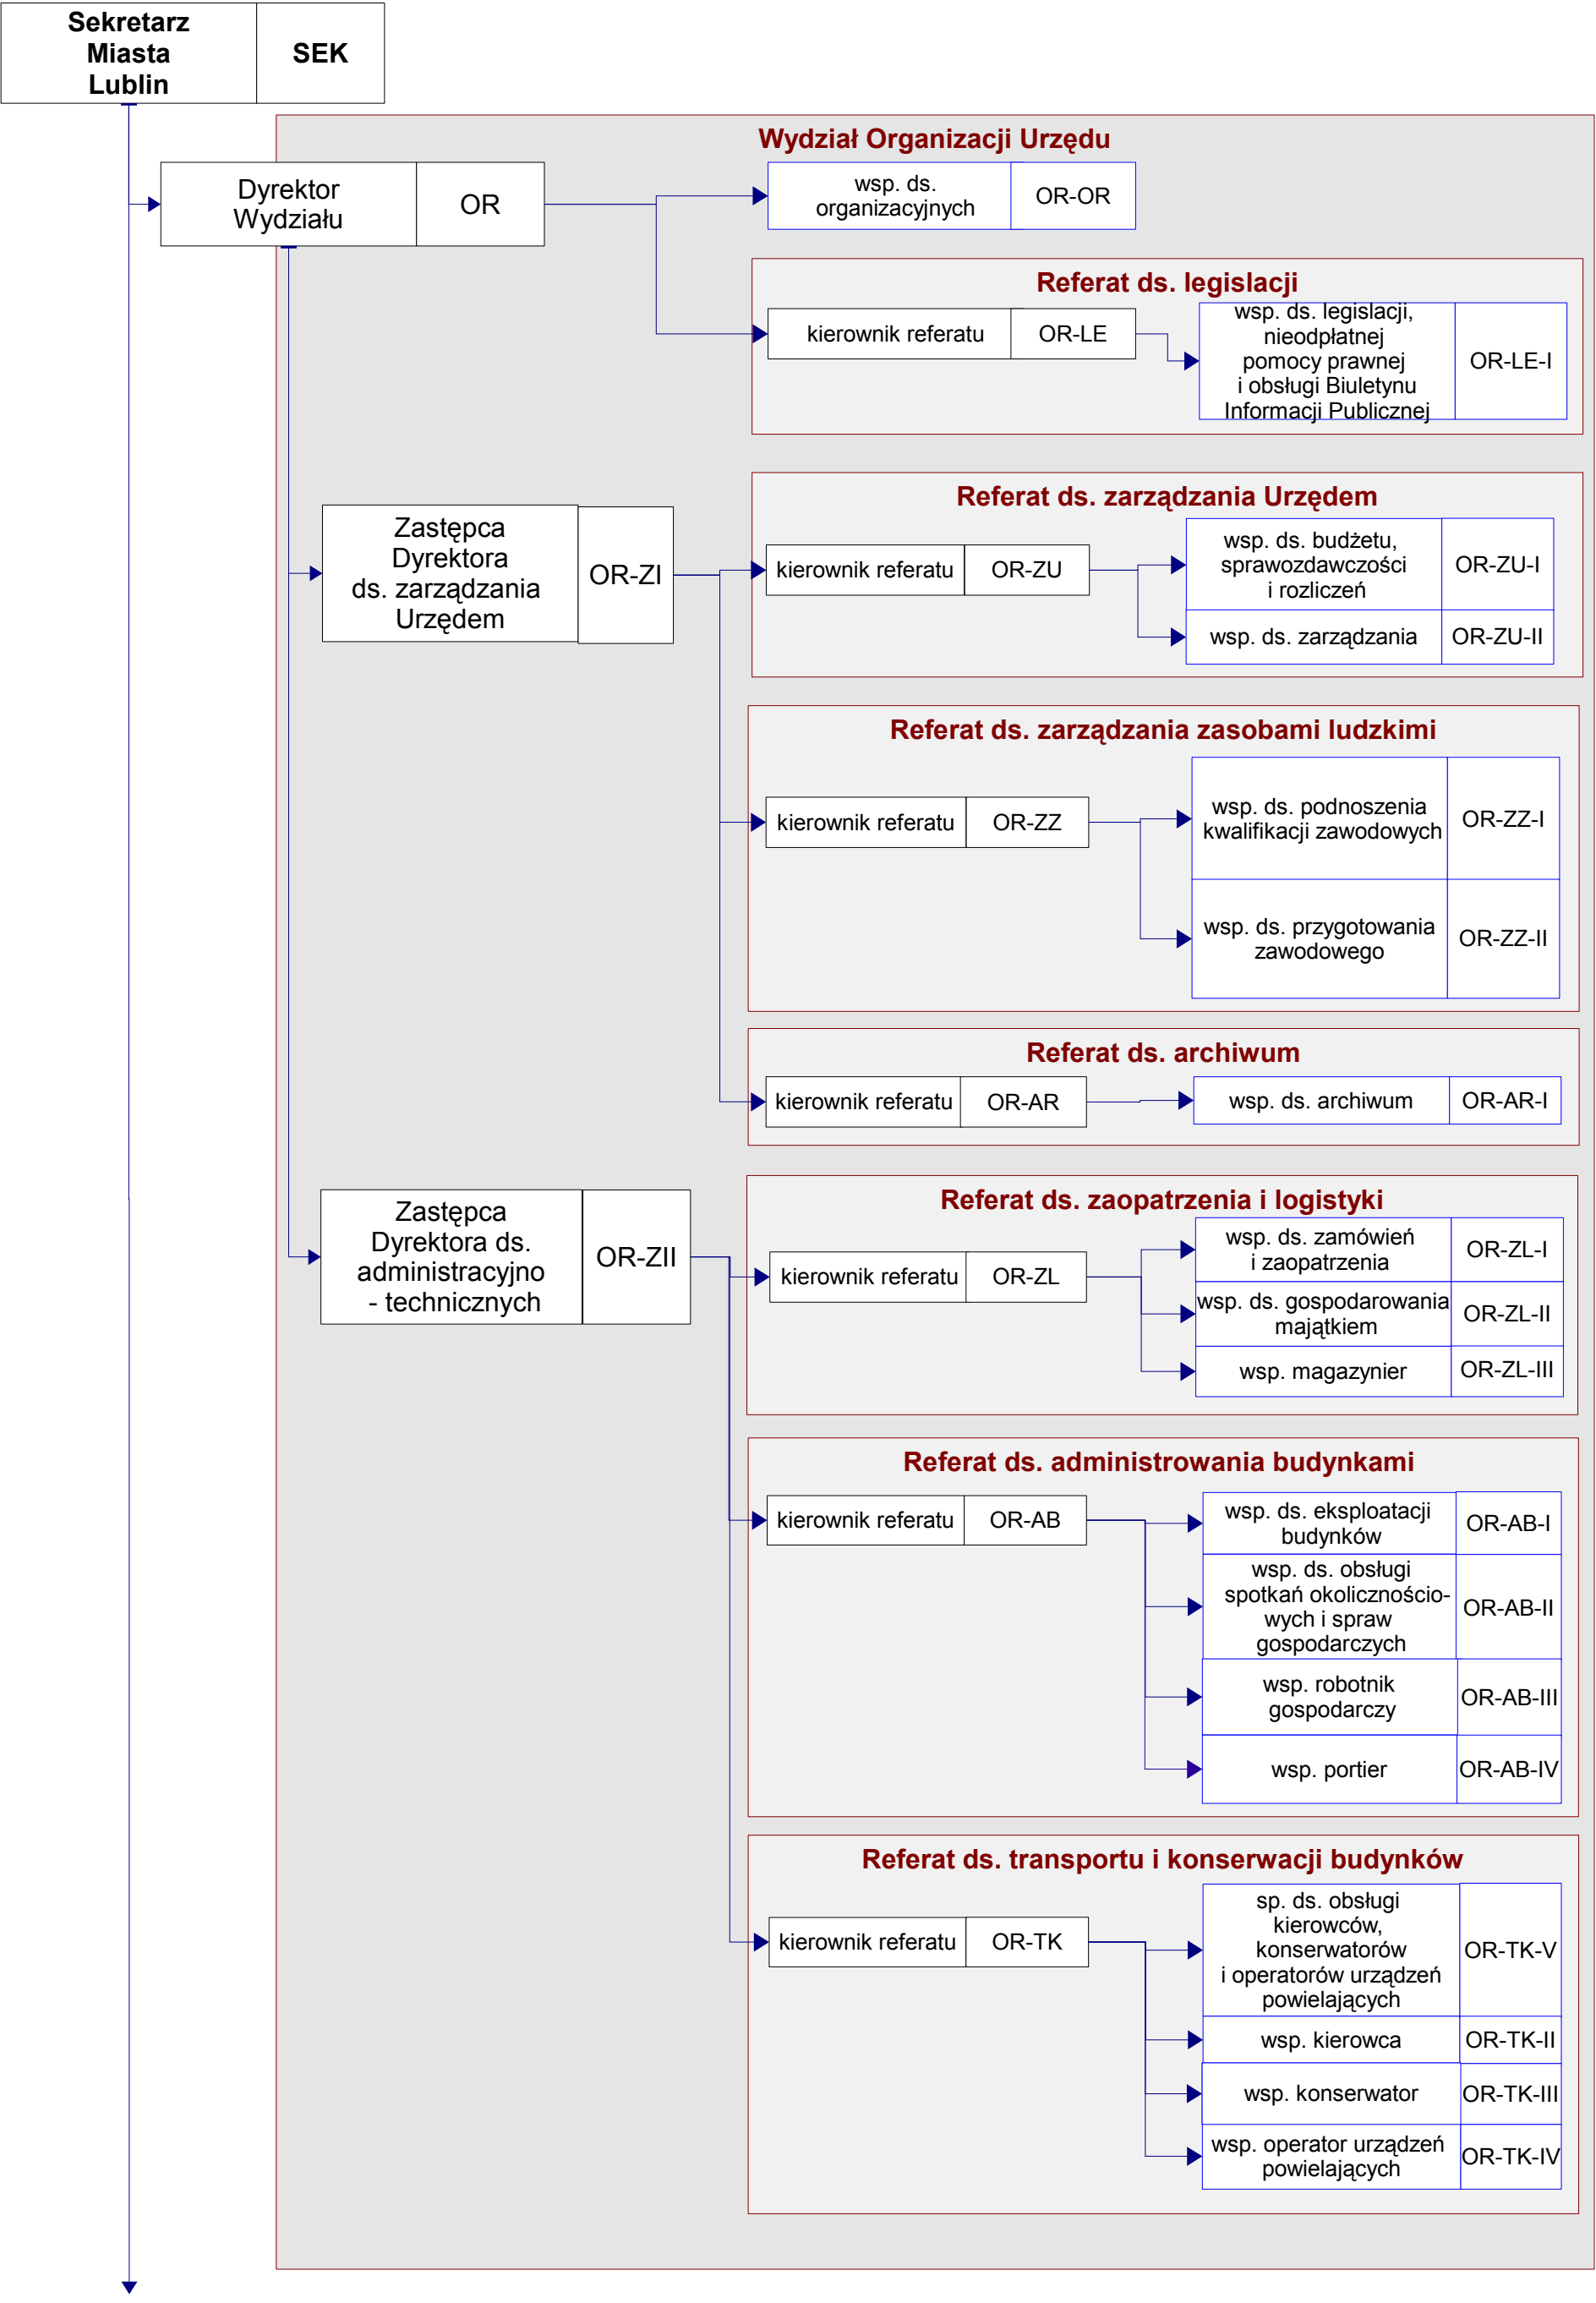 Sekretarz
Miasta
Lublin
SEK
Wydział Organizacji Urzędu
Dyrektor
Wydziału
OR
wsp. ds.
organizacyjnych
OR-OR
Referat ds. legislacji
kierownik referatu
OR-LE
wsp. ds. legislacji,
nieodpłatnej
pomocy prawnej
i obsługi Biuletynu
Informacji Publicznej
OR-LE-I
Zastępca
Dyrektora
ds. zarządzania
Urzędem
OR-ZI
Referat ds. zarządzania Urzędem
kierownik referatu
OR-ZU
wsp. ds. budżetu,
sprawozdawczości
i rozliczeń
OR-ZU-I
wsp. ds. zarządzania
OR-ZU-II
Referat ds. zarządzania zasobami ludzkimi
kierownik referatu
OR-ZZ
wsp. ds. podnoszenia
kwalifikacji zawodowych
OR-ZZ-I
wsp. ds. przygotowania
zawodowego
OR-ZZ-II
Referat ds. archiwum
kierownik referatu
OR-AR
wsp. ds. archiwum
OR-AR-I
Zastępca
Dyrektora ds.
administracyjno
- technicznych
OR-ZII
Referat ds. zaopatrzenia i logistyki
kierownik referatu
OR-ZL
wsp. ds. zamówień
i zaopatrzenia
OR-ZL-I
wsp. ds. gospodarowania
majątkiem
OR-ZL-II
wsp. magazynier
OR-ZL-III
Referat ds. administrowania budynkami
kierownik referatu
OR-AB
wsp. ds. eksploatacji
budynków
OR-AB-I
wsp. ds. obsługi
spotkań okolicznościo-
wych i spraw
gospodarczych
OR-AB-II
wsp. robotnik
gospodarczy
OR-AB-III
wsp. portier
OR-AB-IV
Referat ds. transportu i konserwacji budynków
kierownik referatu
OR-TK
sp. ds. obsługi
kierowców,
konserwatorów
i operatorów urządzeń
powielających
OR-TK-V
wsp. kierowca
OR-TK-II
wsp. konserwator
OR-TK-III
wsp. operator urządzeń
powielających
OR-TK-IV